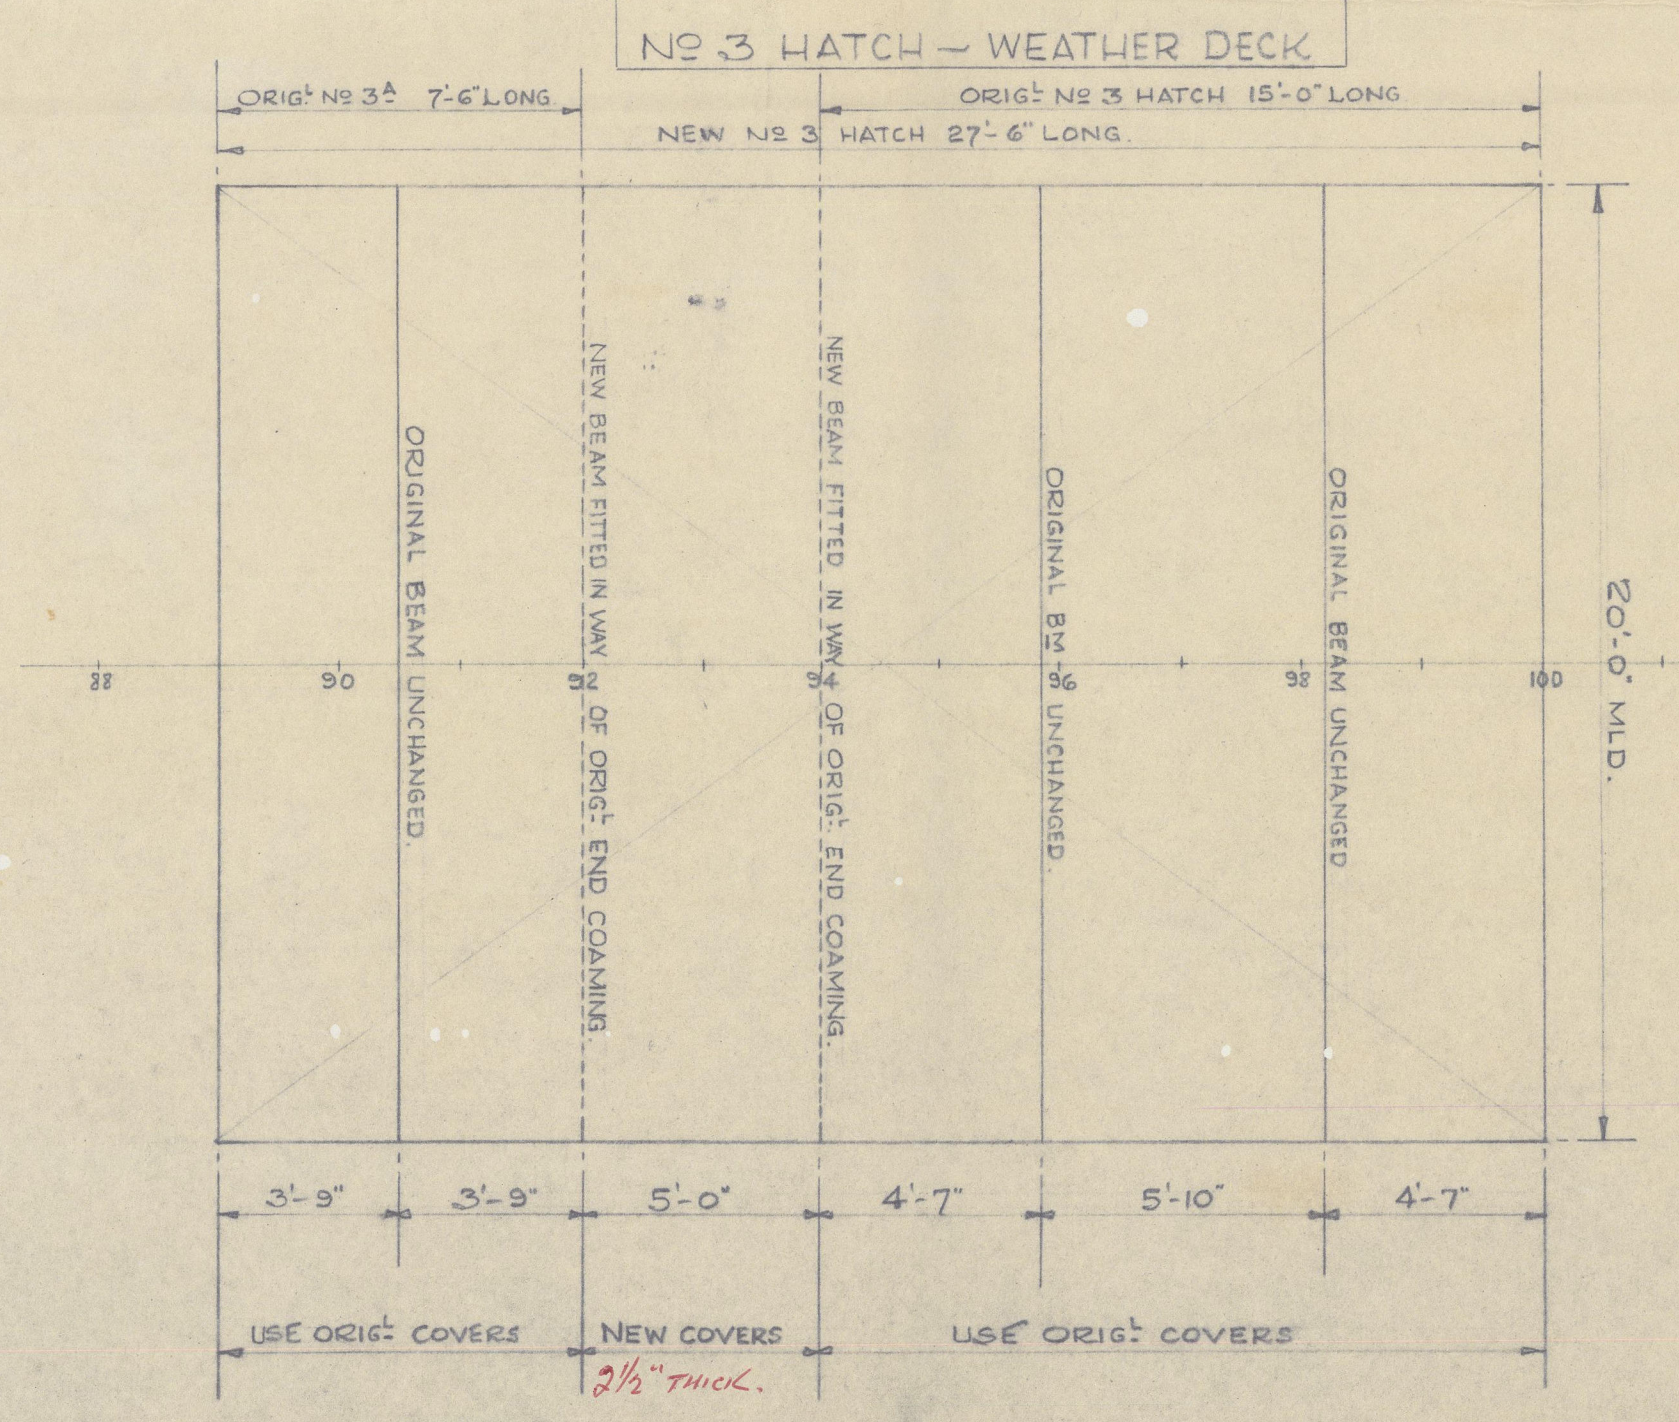 No 3 HATCH — WEATHER DECK
ORIGL No 3A 7'-6" LONG
ORIGL No 3 HATCH 15'-0" LONG
NEW No 3 HATCH 27'-6" LONG.
ORIGINAL BEAM UNCHANGED.
NEW BEAM FITTED IN WAY OF ORIGL END COAMING.
NEW BEAM FITTED IN WAY OF ORIGL. END COAMING.
ORIGINAL BM UNCHANGED.
ORIGINAL BEAM UNCHANGED
20'-0" MLD.
88 90 92 94 96 98 100
3'-9" 3'-9" 5'-0" 4'-7" 5'-10" 4'-7"
USE ORIGL COVERS NEW COVERS USE ORIGL COVERS
2½" THICK.